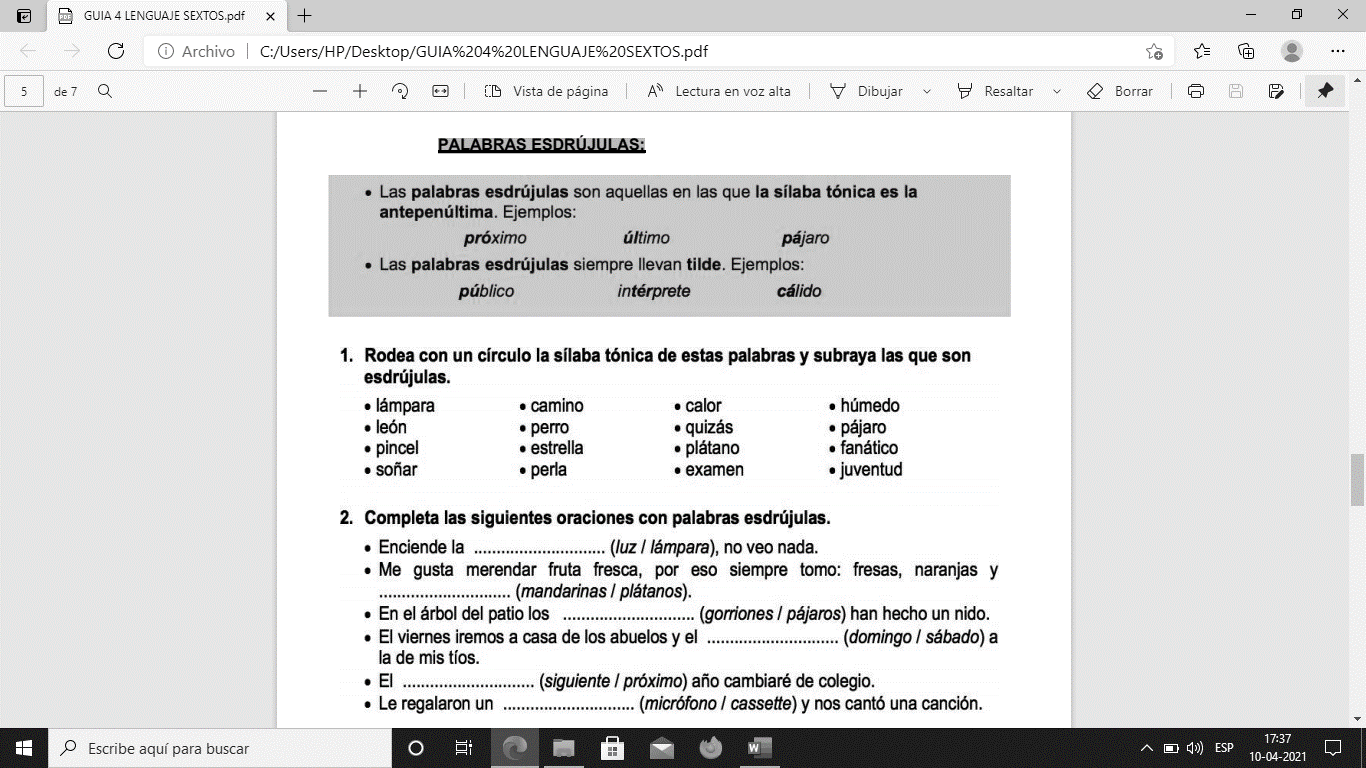 GUIA 4 LENGUAJE SEXTOS.pdf
Archivo C:/Users/HP/Desktop/GUIA%204%20LENGUAJE%20SEXTOS.pdf
5 de 7 Vista de página Lectura en voz alta Dibujar Resaltar Borrar
PALABRAS ESDRÚJULAS:
• Las palabras esdrújulas son aquellas en las que la sílaba tónica es la
antepenúltima. Ejemplos:
próximo último pájaro
• Las palabras esdrújulas siempre llevan tilde. Ejemplos:
público intérprete cálido
1. Rodea con un círculo la sílaba tónica de estas palabras y subraya las que son
esdrújulas.
• lámpara • camino • calor • húmedo
• león • perro • quizás • pájaro
• pincel • estrella • plátano • fanático
• soñar • perla • examen • juventud
2. Completa las siguientes oraciones con palabras esdrújulas.
• Enciende la ............................. (luz / lámpara), no veo nada.
• Me gusta merendar fruta fresca, por eso siempre tomo: fresas, naranjas y
............................. (mandarinas / plátanos).
• En el árbol del patio los ............................. (gorriones / pájaros) han hecho un nido.
• El viernes iremos a casa de los abuelos y el ............................. (domingo / sábado) a
la de mis tíos.
• El ............................. (siguiente / próximo) año cambiaré de colegio.
• Le regalaron un ............................. (micrófono / cassette) y nos cantó una canción.
Escribe aquí para buscar
ESP
17:37
10-04-2021